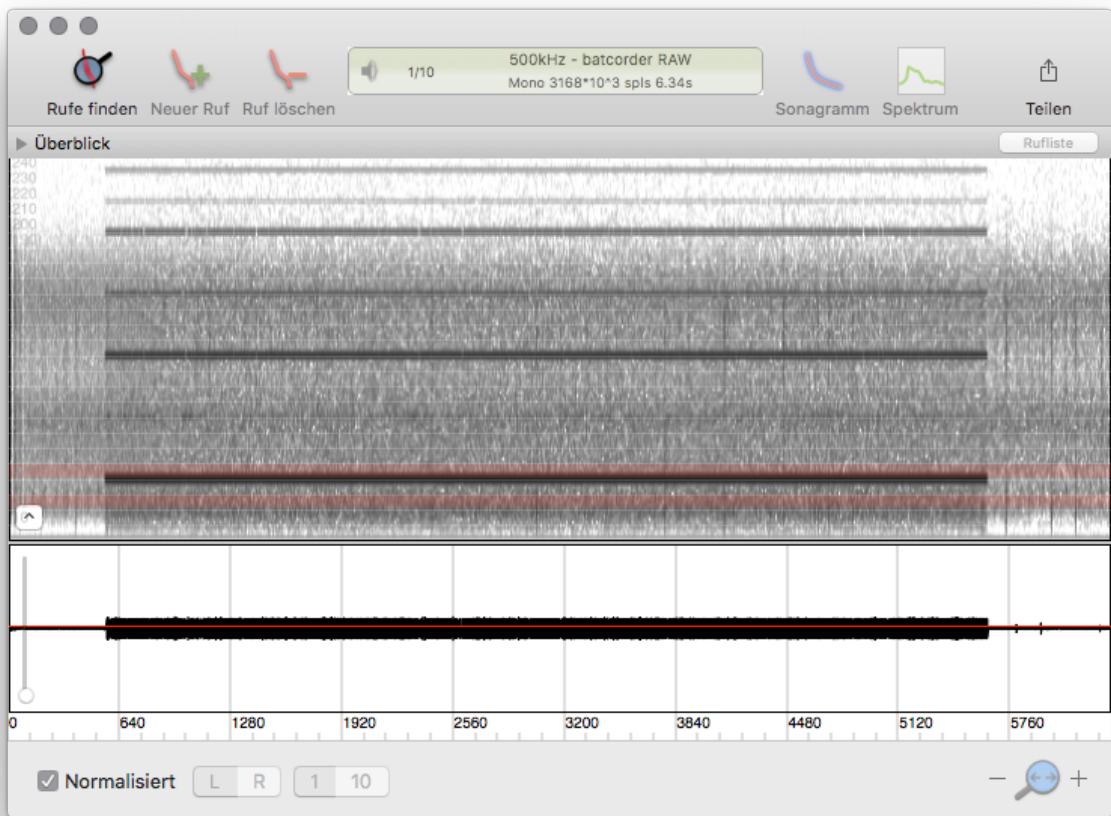 500kHz - batcorder RAW
1/10
Mono 3168*10^3 spls 6.34s
Rufe finden
Neuer Ruf
Ruf löschen
Sonagramm
Spektrum
Teilen
Überblick
Rufliste
240
230
220
210
200
0
640
1280
1920
2560
3200
3840
4480
5120
5760
Normalisiert
L
R
1
10